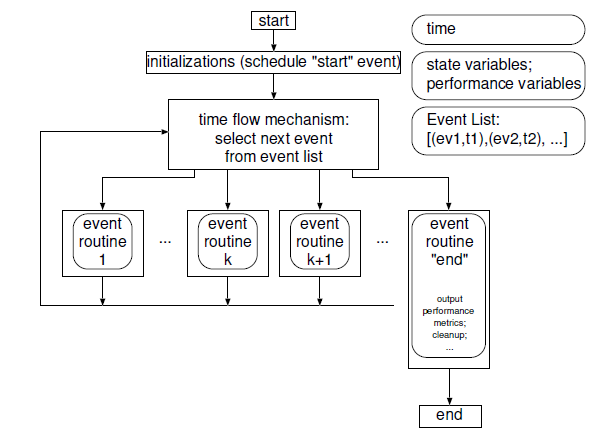 start
time
initializations (schedule "start" event)
state variables;
performance variables
time flow mechanism:
select next event
from event list
Event List:
[(ev1,t1),(ev2,t2), ...]
event
routine
1
...
event
routine
k
event
routine
k+1
...
event
routine
"end"
output
performance
metrics;
cleanup;
...
end